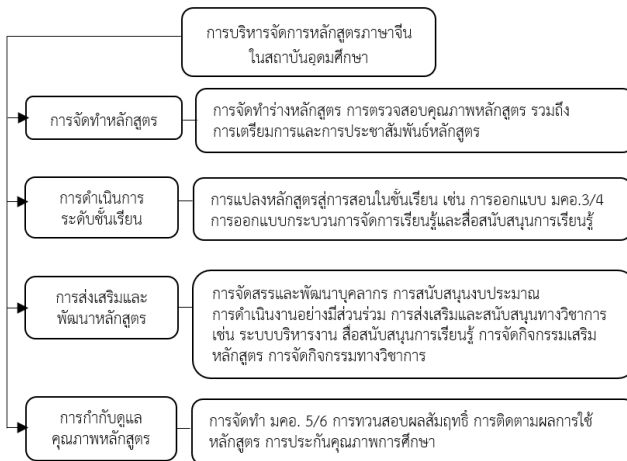 การบริหารจัดการหลักสูตรภาษาจีน
ในสถาบันอุดมศึกษา
การจัดทำหลักสูตร
การจัดทำร่างหลักสูตร การตรวจสอบคุณภาพหลักสูตร รวมถึง
การเตรียมการและการประชาสัมพันธ์หลักสูตร
การดำเนินการ
ระดับชั้นเรียน
การแปลงหลักสูตรสู่การสอนในชั้นเรียน เช่น การออกแบบ มคอ.3/4
การออกแบบกระบวนการจัดการเรียนรู้และสื่อสนับสนุนการเรียนรู้
การส่งเสริมและ
พัฒนาหลักสูตร
การจัดสรรและพัฒนาบุคลากร การสนับสนุนงบประมาณ
การดำเนินงานอย่างมีส่วนร่วม การส่งเสริมและสนับสนุนทางวิชาการ
เช่น ระบบบริหารงาน สื่อสนับสนุนการเรียนรู้ การจัดกิจกรรมเสริม
หลักสูตร การจัดกิจกรรมทางวิชาการ
การกำกับดูแล
คุณภาพหลักสูตร
การจัดทำ มคอ. 5/6 การทวนสอบผลสัมฤทธิ์ การติดตามผลการใช้
หลักสูตร การประกันคุณภาพการศึกษา